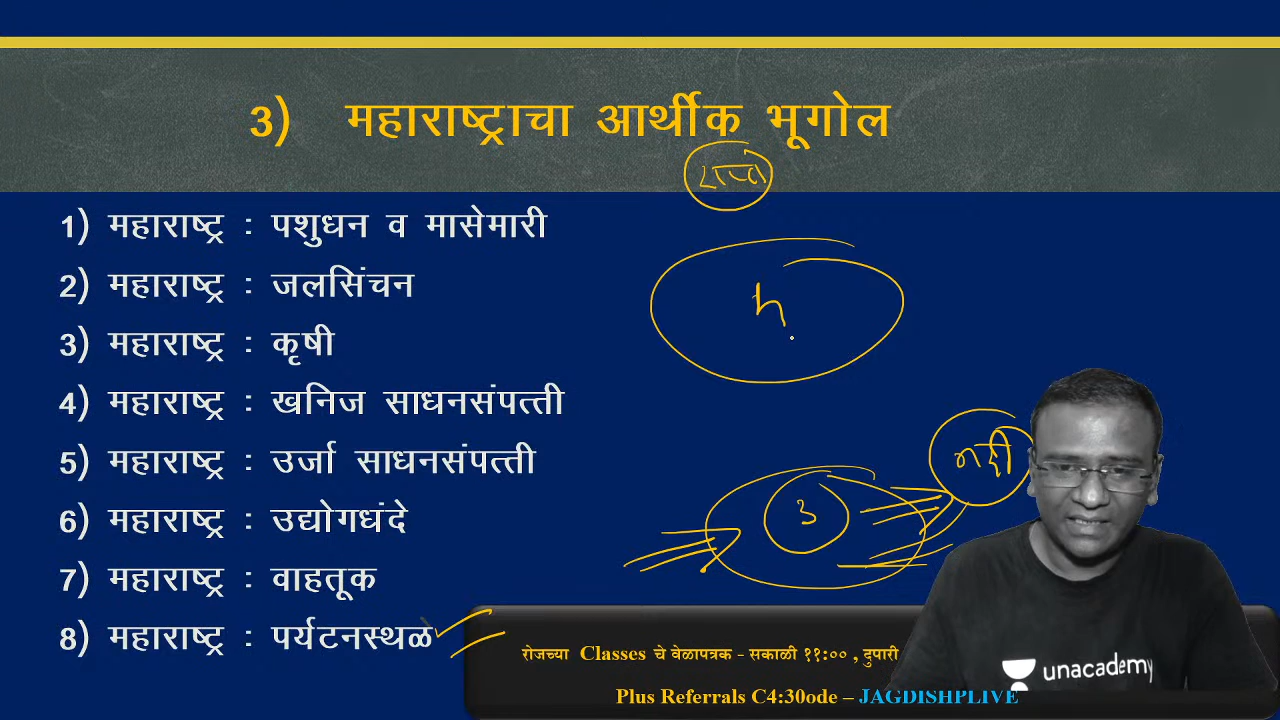 3) महाराष्ट्राचा आर्थीक भूगोल
1) महाराष्ट्र : पशुधन व मासेमारी
2) महाराष्ट्र : जलसिंचन
3) महाराष्ट्र : कृषी
4) महाराष्ट्र : खनिज साधनसंपत्ती
5) महाराष्ट्र : उर्जा साधनसंपत्ती
6) महाराष्ट्र : उद्योगधंदे
7) महाराष्ट्र : वाहतूक
8) महाराष्ट्र : पर्यटनस्थळ
नदी
3
रोजच्या Classes चे वेळापत्रक - सकाळी ११:०० , दुपारी
Plus Referrals C4:30ode – JAGDISHPLIVE
unacademy